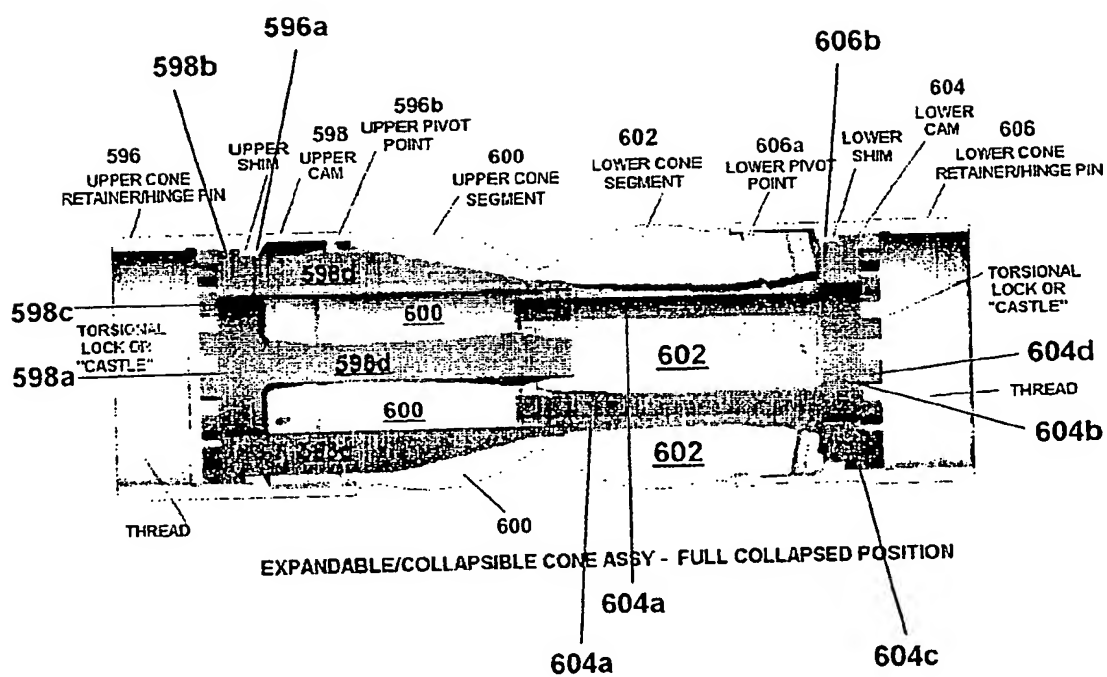 596a
606b
598b
604
LOWER
CAM
596b
UPPER PIVOT
POINT
598
UPPER
CAM
UPPER
SHIM
596
UPPER CONE
RETAINER/HINGE PIN
600
UPPER CONE
SEGMENT
602
LOWER CONE
SEGMENT
606a
LOWER PIVOT
POINT
LOWER
SHIM
606
LOWER CONE
RETAINER/HINGE PIN
598d
598c
600
TORSIONAL
LOCK OR
"CASTLE"
TORSIONAL
LOCK OR
"CASTLE"
598a
598d
602
604d
THREAD
600
604b
598d
602
600
THREAD
EXPANDABLE/COLLAPSIBLE CONE ASSY - FULL COLLAPSED POSITION
604a
604a
604c